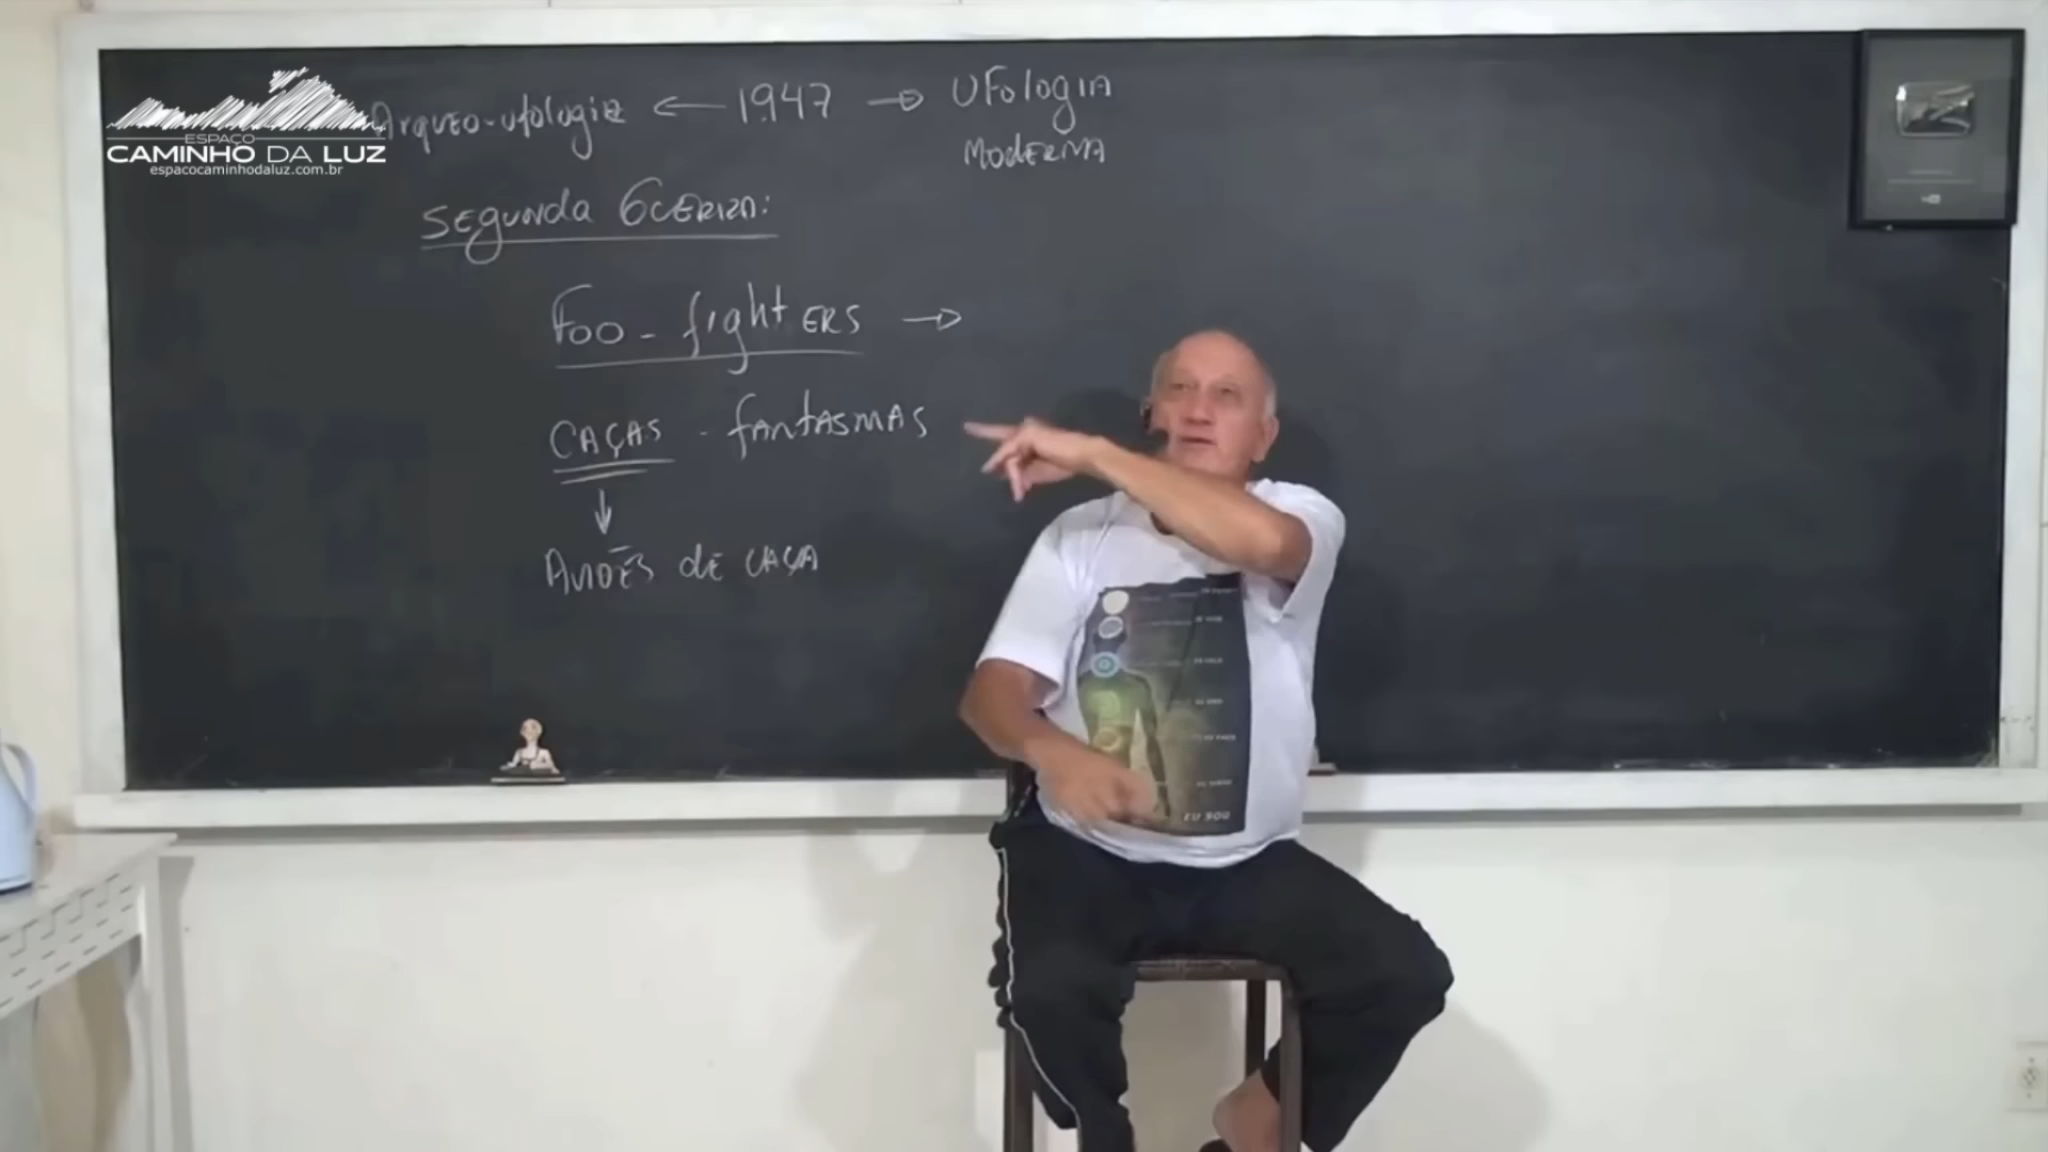 ESPAÇO
CAMINHO DA LUZ
espacocaminhodaluz.com.br
Arqueo-ufologia ← 1947 → UFologia
ModERNA
SEgUNda GUERRA:
Foo - fightERS →
CAÇAS - fANtASMAS
↓
AVIÕES dE CAÇA
EU SOU